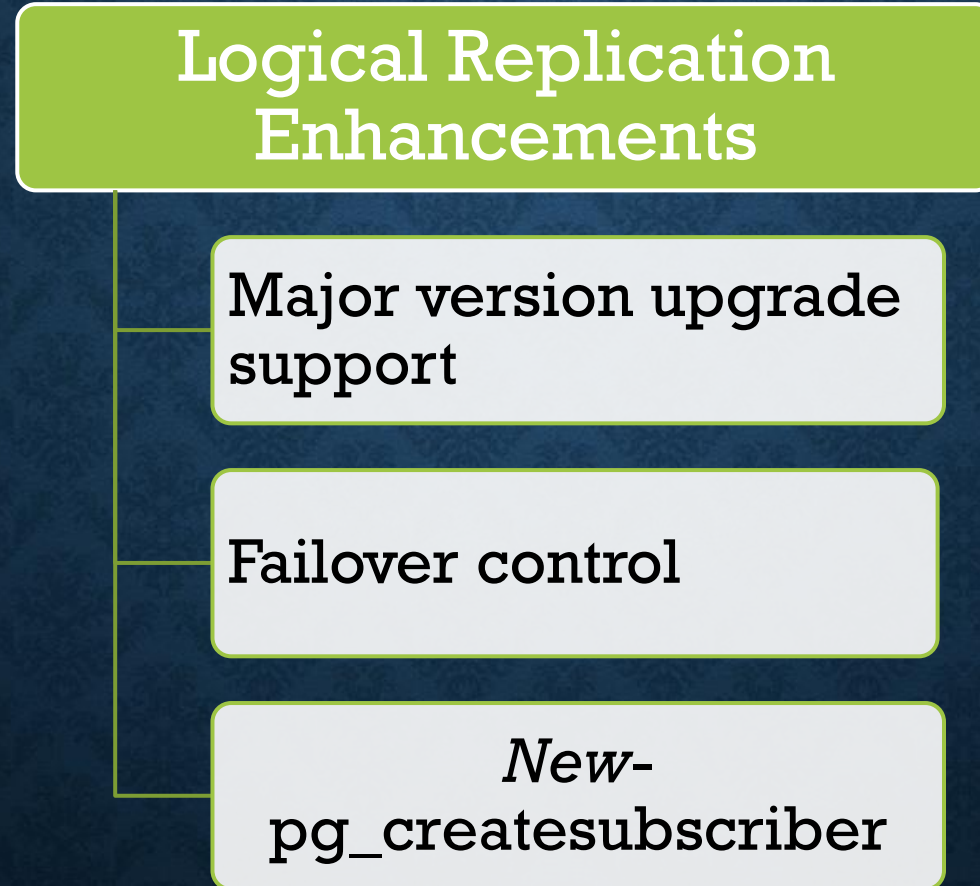 Logical Replication
Enhancements
Major version upgrade
support
Failover control
New-
pg_createsubscriber